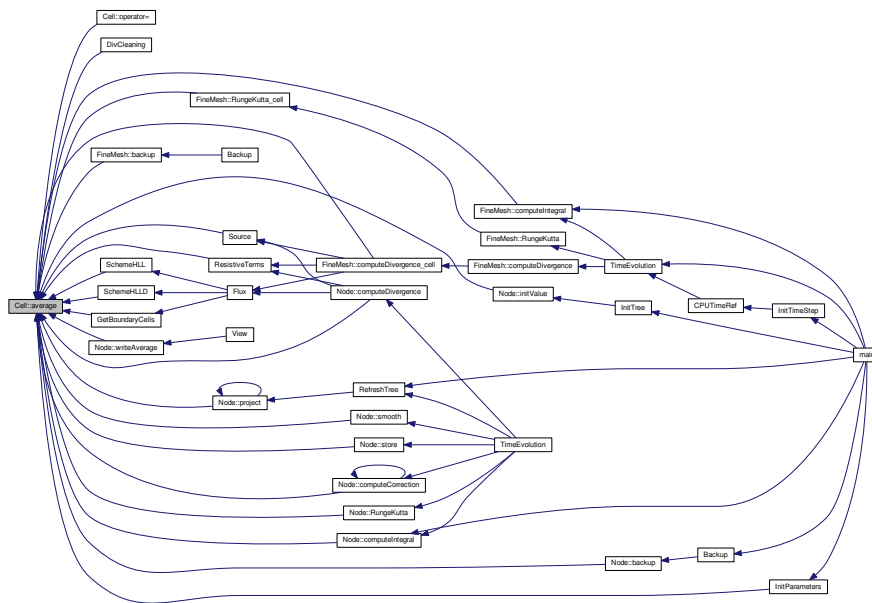 Cell::operator=
DivCleaning
FineMesh::RungeKutta_cell
FineMesh::backup
Backup
FineMesh::computeIntegral
Source
FineMesh::RungeKutta
SchemeHLL
ResistiveTerms
FineMesh::computeDivergence_cell
FineMesh::computeDivergence
TimeEvolution
SchemeHLLD
Flux
Node::computeDivergence
Node::initValue
Cell::average
InitTree
CPUTimeRef
InitTimeStep
GetBoundaryCells
View
Node::writeAverage
main
RefreshTree
Node::project
Node::smooth
Node::store
TimeEvolution
Node::computeCorrection
Node::RungeKutta
Node::computeIntegral
Backup
Node::backup
InitParameters